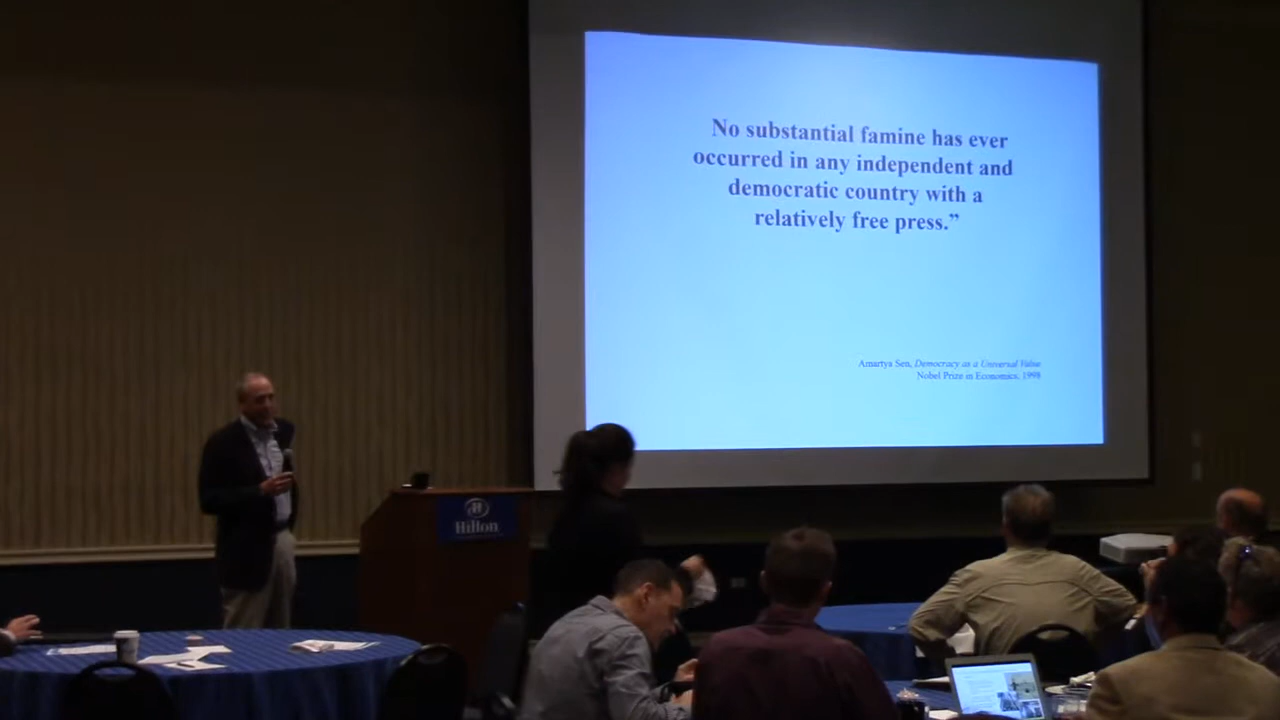 No substantial famine has ever
occurred in any independent and
democratic country with a
relatively free press.”
Amartya Sen, Democracy as a Universal Value
Nobel Prize in Economics, 1998
Hilton